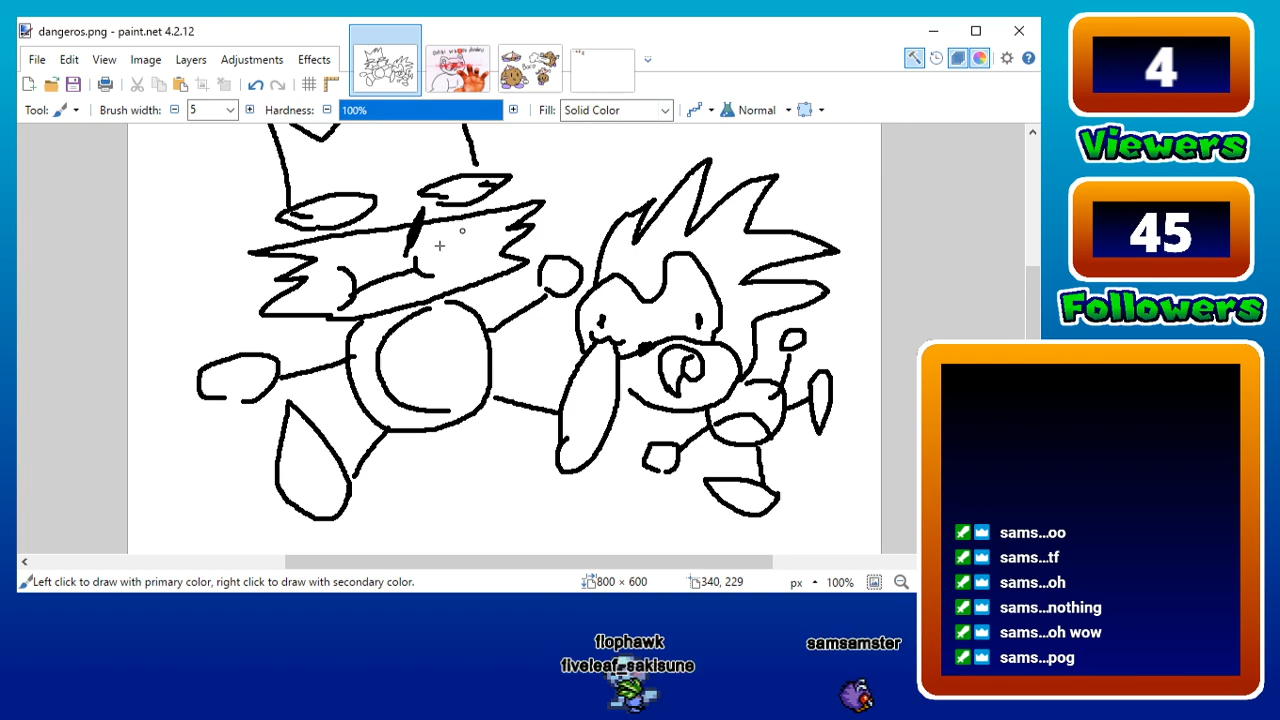 dangeros.png - paint.net 4.2.12
File Edit View Image Layers Adjustments Effects
Tool: Brush width: 5 Hardness: 100% Fill: Solid Color Normal
4
Viewers
45
Followers
sams...oo
sams...tf
sams...oh
sams...nothing
sams...oh wow
sams...pog
Left click to draw with primary color, right click to draw with secondary color. 800 × 600 340, 229 px 100%
flophawk
fiveleaf_sakisune
samsamster